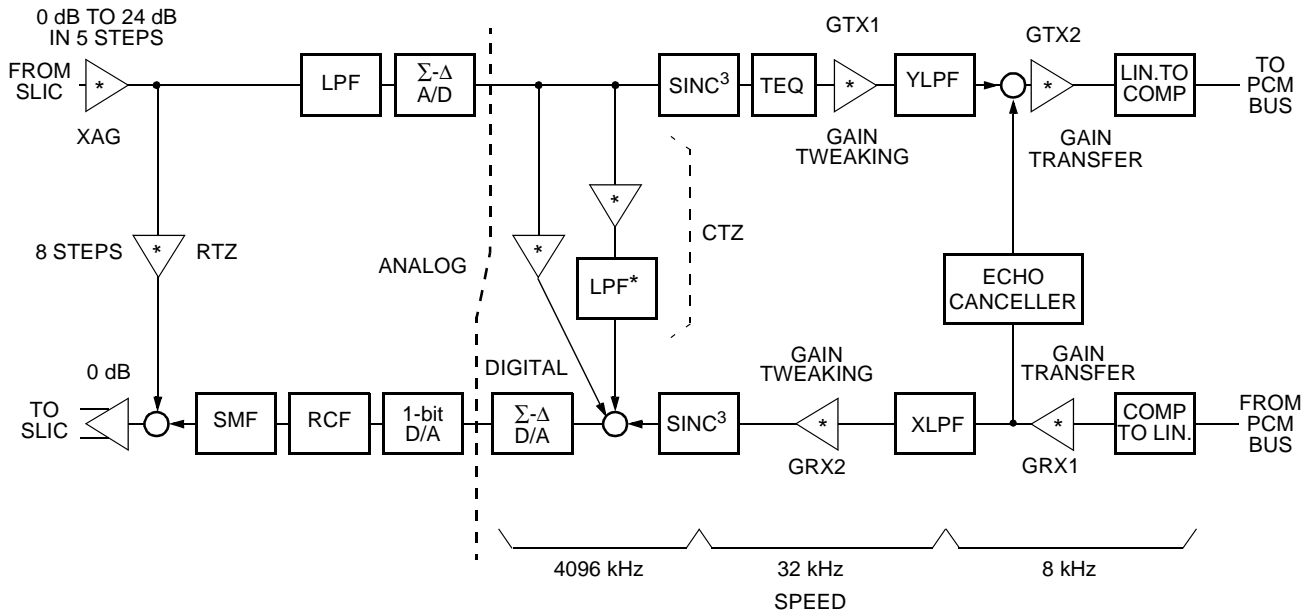 0 dB TO 24 dB
IN 5 STEPS
FROM
SLIC
*
XAG
LPF
Σ-Δ
A/D
SINC³
TEQ
GTX1
*
GAIN
TWEAKING
YLPF
GTX2
*
GAIN
TRANSFER
LIN.TO
COMP
TO
PCM
BUS
8 STEPS
*
RTZ
ANALOG
*
*
LPF*
CTZ
ECHO
CANCELLER
0 dB
TO
SLIC
SMF
RCF
1-bit
D/A
DIGITAL
Σ-Δ
D/A
SINC³
GAIN
TWEAKING
*
GRX2
XLPF
GAIN
TRANSFER
*
GRX1
COMP
TO LIN.
FROM
PCM
BUS
4096 kHz
32 kHz
8 kHz
SPEED